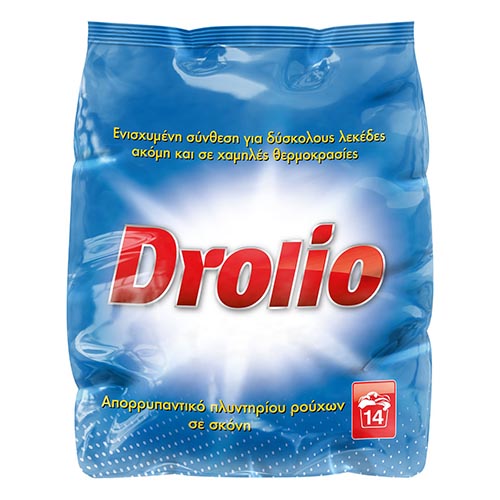 Ενισχυμένη σύνθεση για δύσκολους λεκέδες
ακόμη και σε χαμηλές θερμοκρασίες
Drolio
Απορρυπαντικό πλυντηρίου ρούχων
σε σκόνη
14